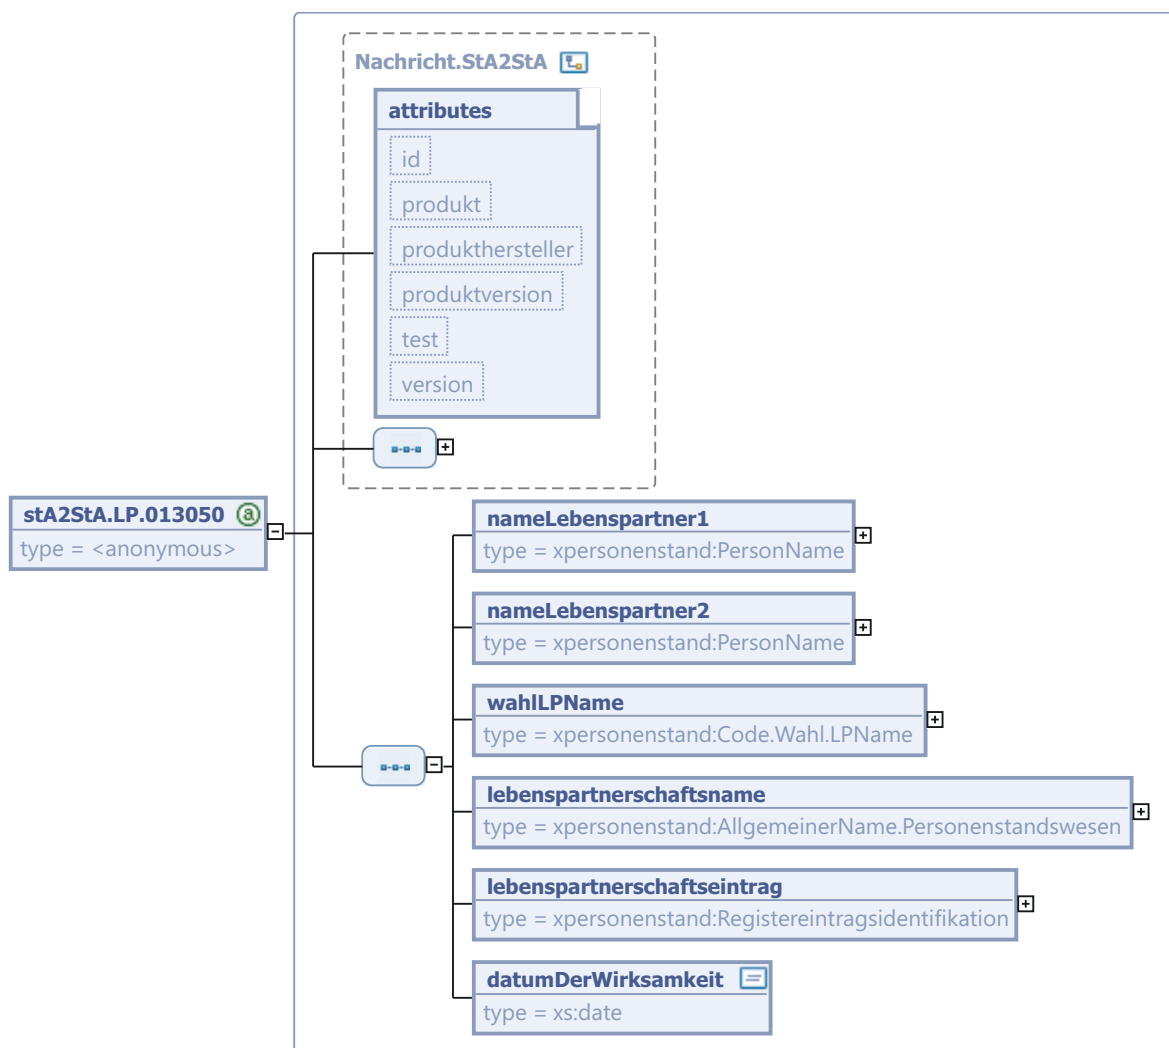 Nachricht.StA2StA
attributes
id
produkt
produkthersteller
produktversion
test
version
stA2StA.LP.013050
type = <anonymous>
nameLebenspartner1
type = xpersonenstand:PersonName
nameLebenspartner2
type = xpersonenstand:PersonName
wahlLPName
type = xpersonenstand:Code.Wahl.LPName
lebenspartnerschaftsname
type = xpersonenstand:AllgemeinerName.Personenstandswesen
lebenspartnerschaftseintrag
type = xpersonenstand:Registereintragsidentifikation
datumDerWirksamkeit
type = xs:date